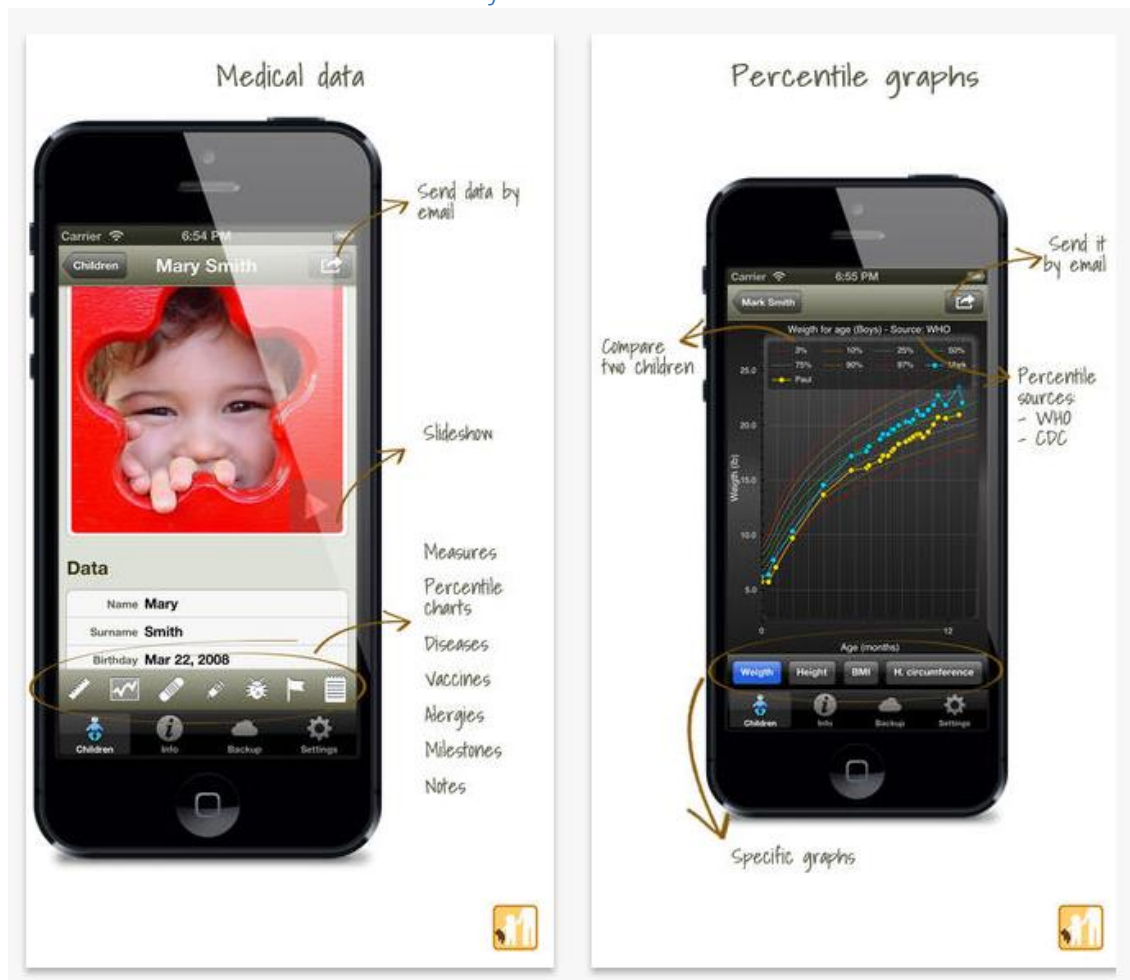 y
Medical data
Send data by
email
Carrier 6:54 PM
Children Mary Smith
Slideshow
Data
Name Mary
Surname Smith
Birthday Mar 22, 2008
Measures
Percentile
charts
Diseases
Vaccines
Alergies
Milestones
Notes
Children Info Backup Settings
Percentile graphs
Send it
by email
Carrier 6:55 PM
Mark Smith
Compare
two children
Weigth for age (Boys) - Source: WHO
3% 10% 25% 50%
75% 90% 97% Mark
Paul
Percentile
sources:
- WHO
- CDC
25.0
20.0
15.0
10.0
5.0
Weigth (lb)
0 12
Age (months)
Weigth Height BMI H. circumference
Children Info Backup Settings
Specific graphs